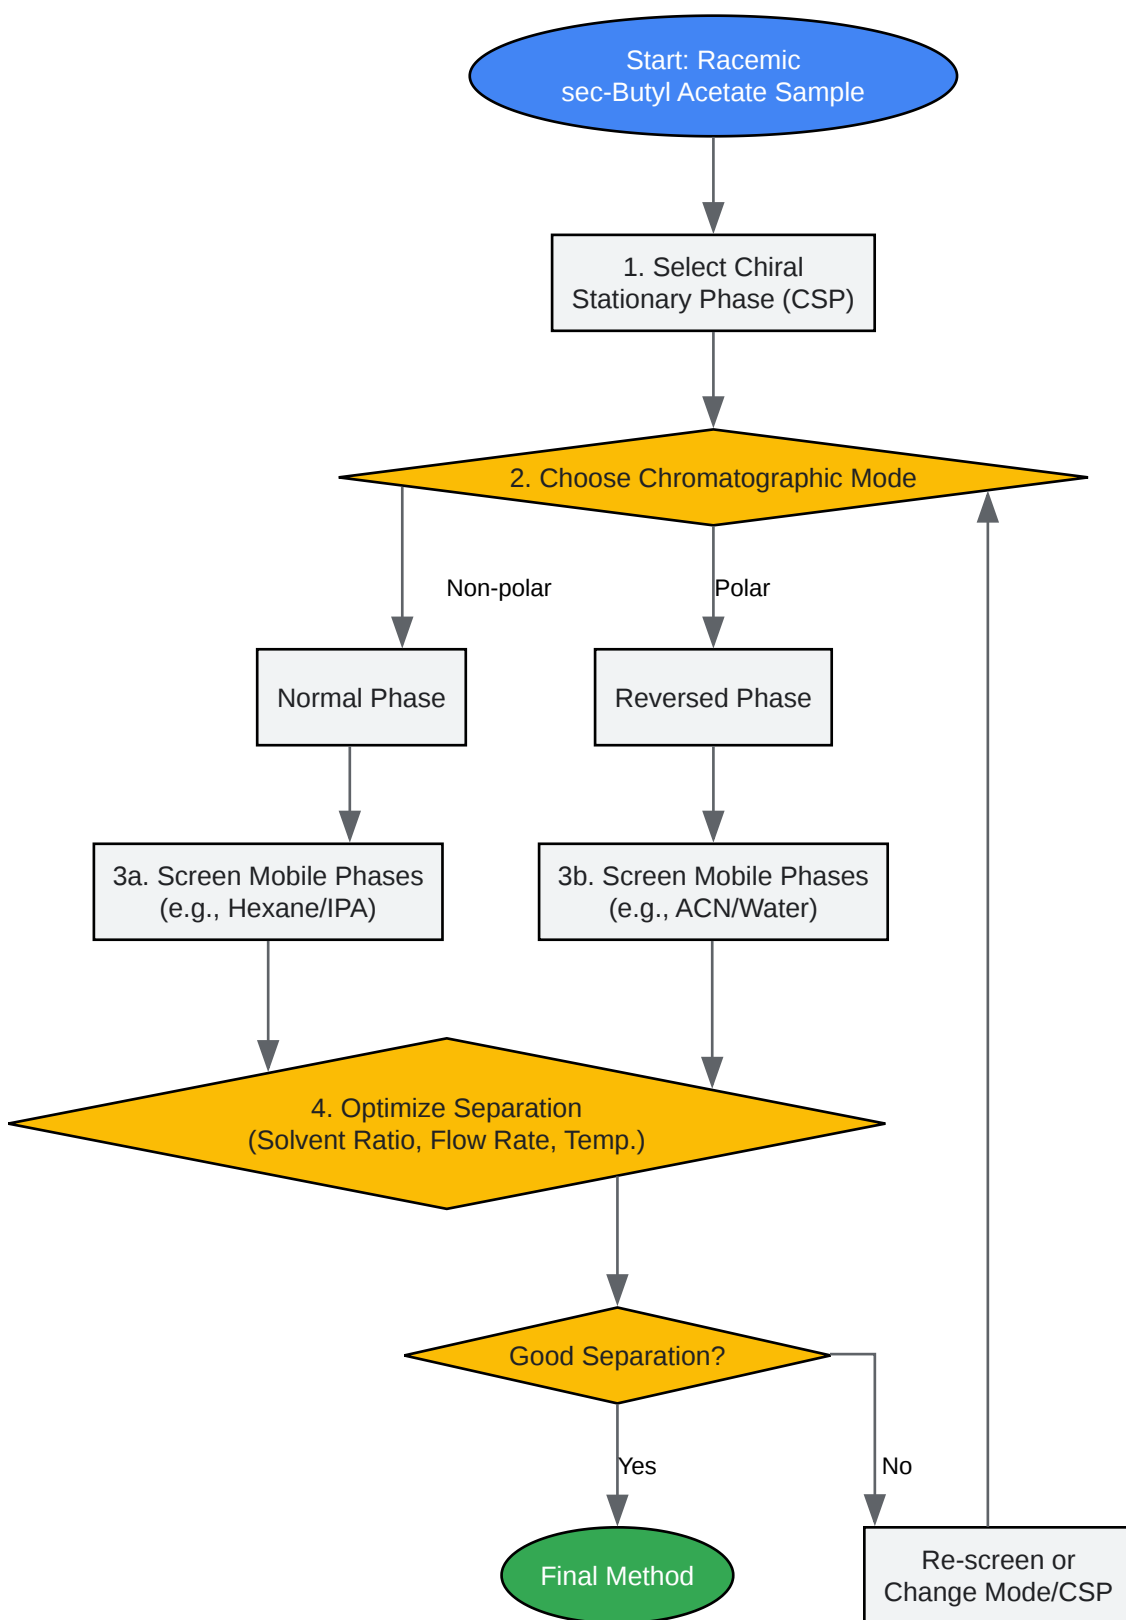 Start: Racemic
sec-Butyl Acetate Sample
1. Select Chiral
Stationary Phase (CSP)
2. Choose Chromatographic Mode
Non-polar
Polar
Normal Phase
Reversed Phase
3a. Screen Mobile Phases
(e.g., Hexane/IPA)
3b. Screen Mobile Phases
(e.g., ACN/Water)
4. Optimize Separation
(Solvent Ratio, Flow Rate, Temp.)
Good Separation?
Yes
No
Final Method
Re-screen or
Change Mode/CSP